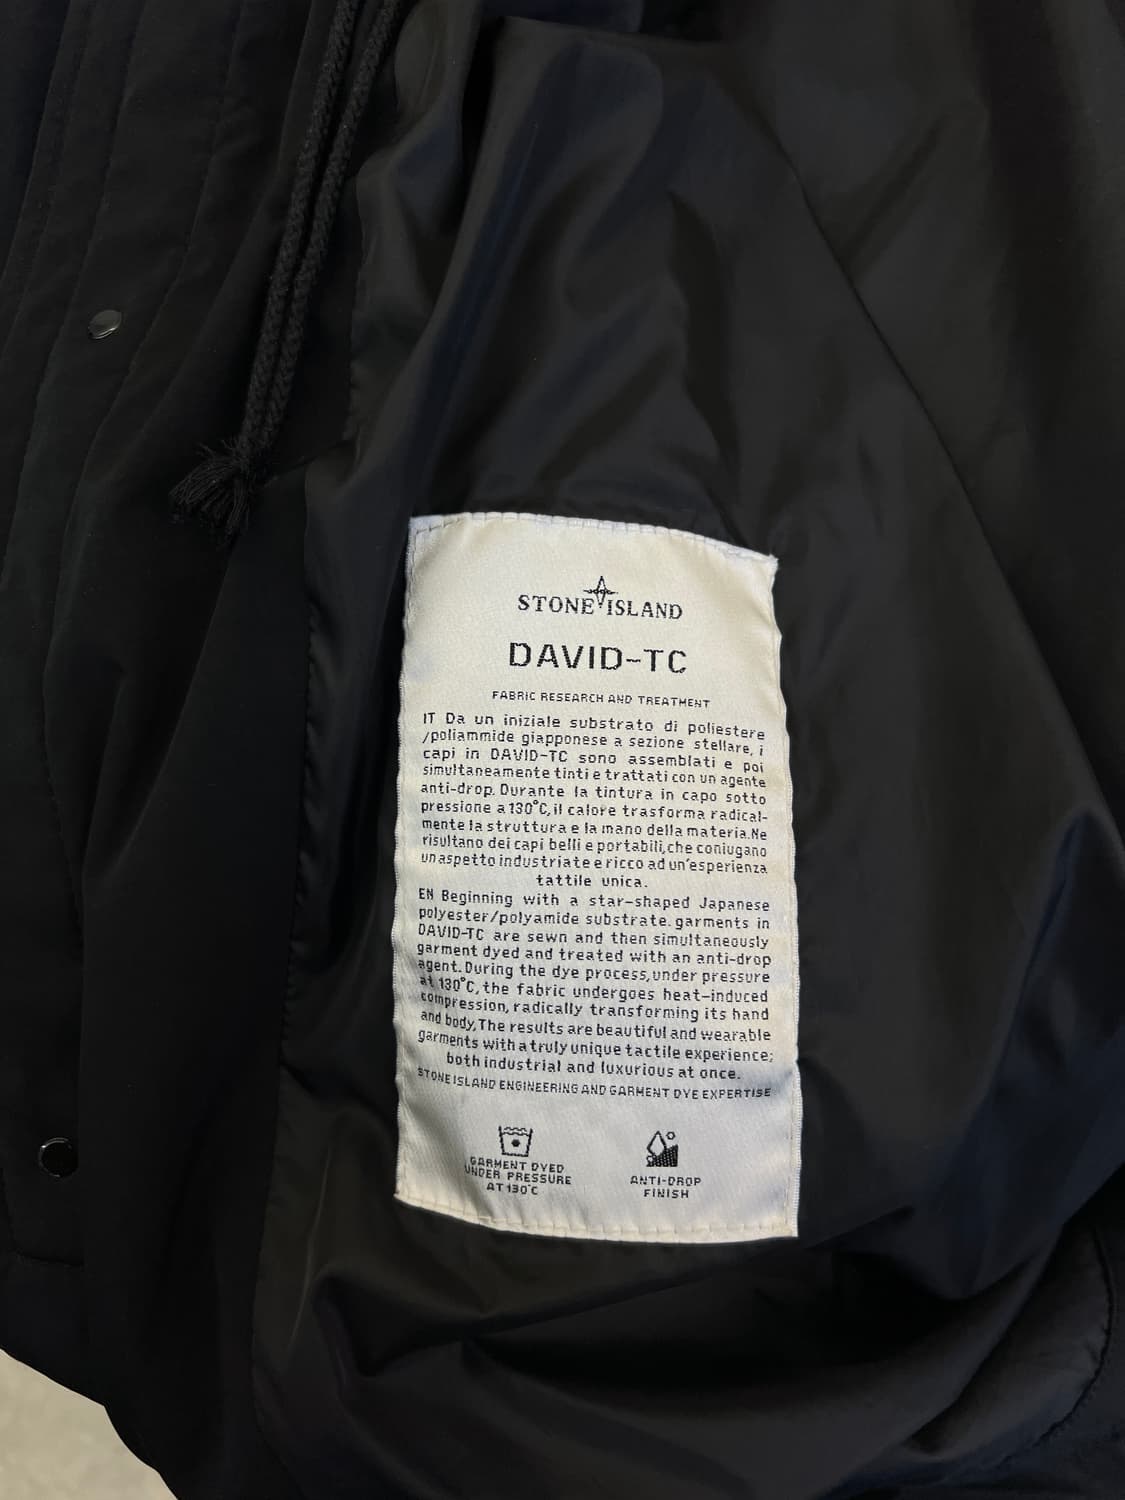 STONE ISLAND
DAVID-TC
FABRIC RESEARCH AND TREATMENT
IT Da un iniziale substrato di poliestere
/poliammide giapponese a sezione stellare, i
capi in DAVID-TC sono assemblati e poi
simultaneamente tinti e trattati con un agente
anti-drop. Durante la tintura in capo sotto
pressione a 130°C, il calore trasforma radical-
mente la struttura e la mano della materia. Ne
risultano dei capi belli e portabili, che coniugano
un aspetto industriate e ricco ad un'esperienza
tattile unica.
EN Beginning with a star-shaped Japanese
polyester/polyamide substrate. garments in
DAVID-TC are sewn and then simultaneously
garment dyed and treated with an anti-drop
agent. During the dye process, under pressure
at 130°C, the fabric undergoes heat-induced
compression, radically transforming its hand
and body, The results are beautiful and wearable
garments with a truly unique tactile experience;
both industrial and luxurious at once.
STONE ISLAND ENGINEERING AND GARMENT DYE EXPERTISE
GARMENT DYED
UNDER PRESSURE
AT 130°C
ANTI-DROP
FINISH